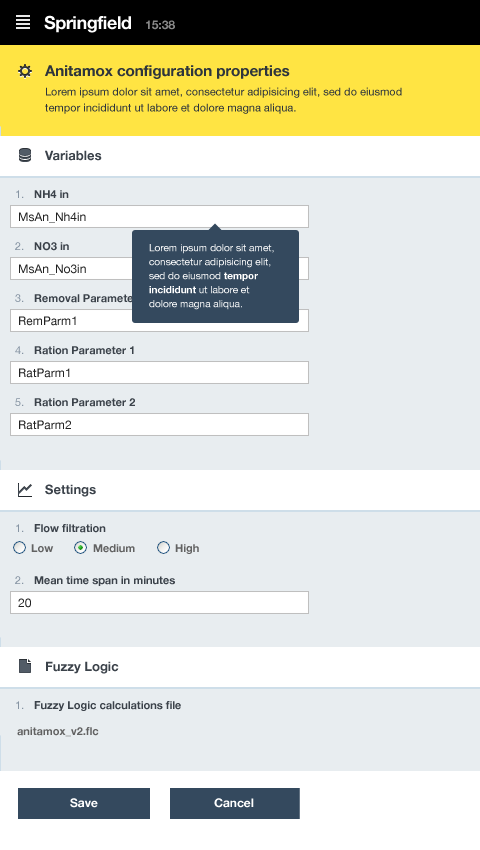 Springfield 15:38
Anitamox configuration properties
Lorem ipsum dolor sit amet, consectetur adipisicing elit, sed do eiusmod
tempor incididunt ut labore et dolore magna aliqua.
Variables
1. NH4 in
MsAn_Nh4in
Lorem ipsum dolor sit amet,
consectetur adipisicing elit,
sed do eiusmod tempor
incididunt ut labore et
dolore magna aliqua.
2. NO3 in
MsAn_No3in
3. Removal Paramete
RemParm1
4. Ration Parameter 1
RatParm1
5. Ration Parameter 2
RatParm2
Settings
1. Flow filtration
Low Medium High
2. Mean time span in minutes
20
Fuzzy Logic
1. Fuzzy Logic calculations file
anitamox_v2.flc
Save Cancel